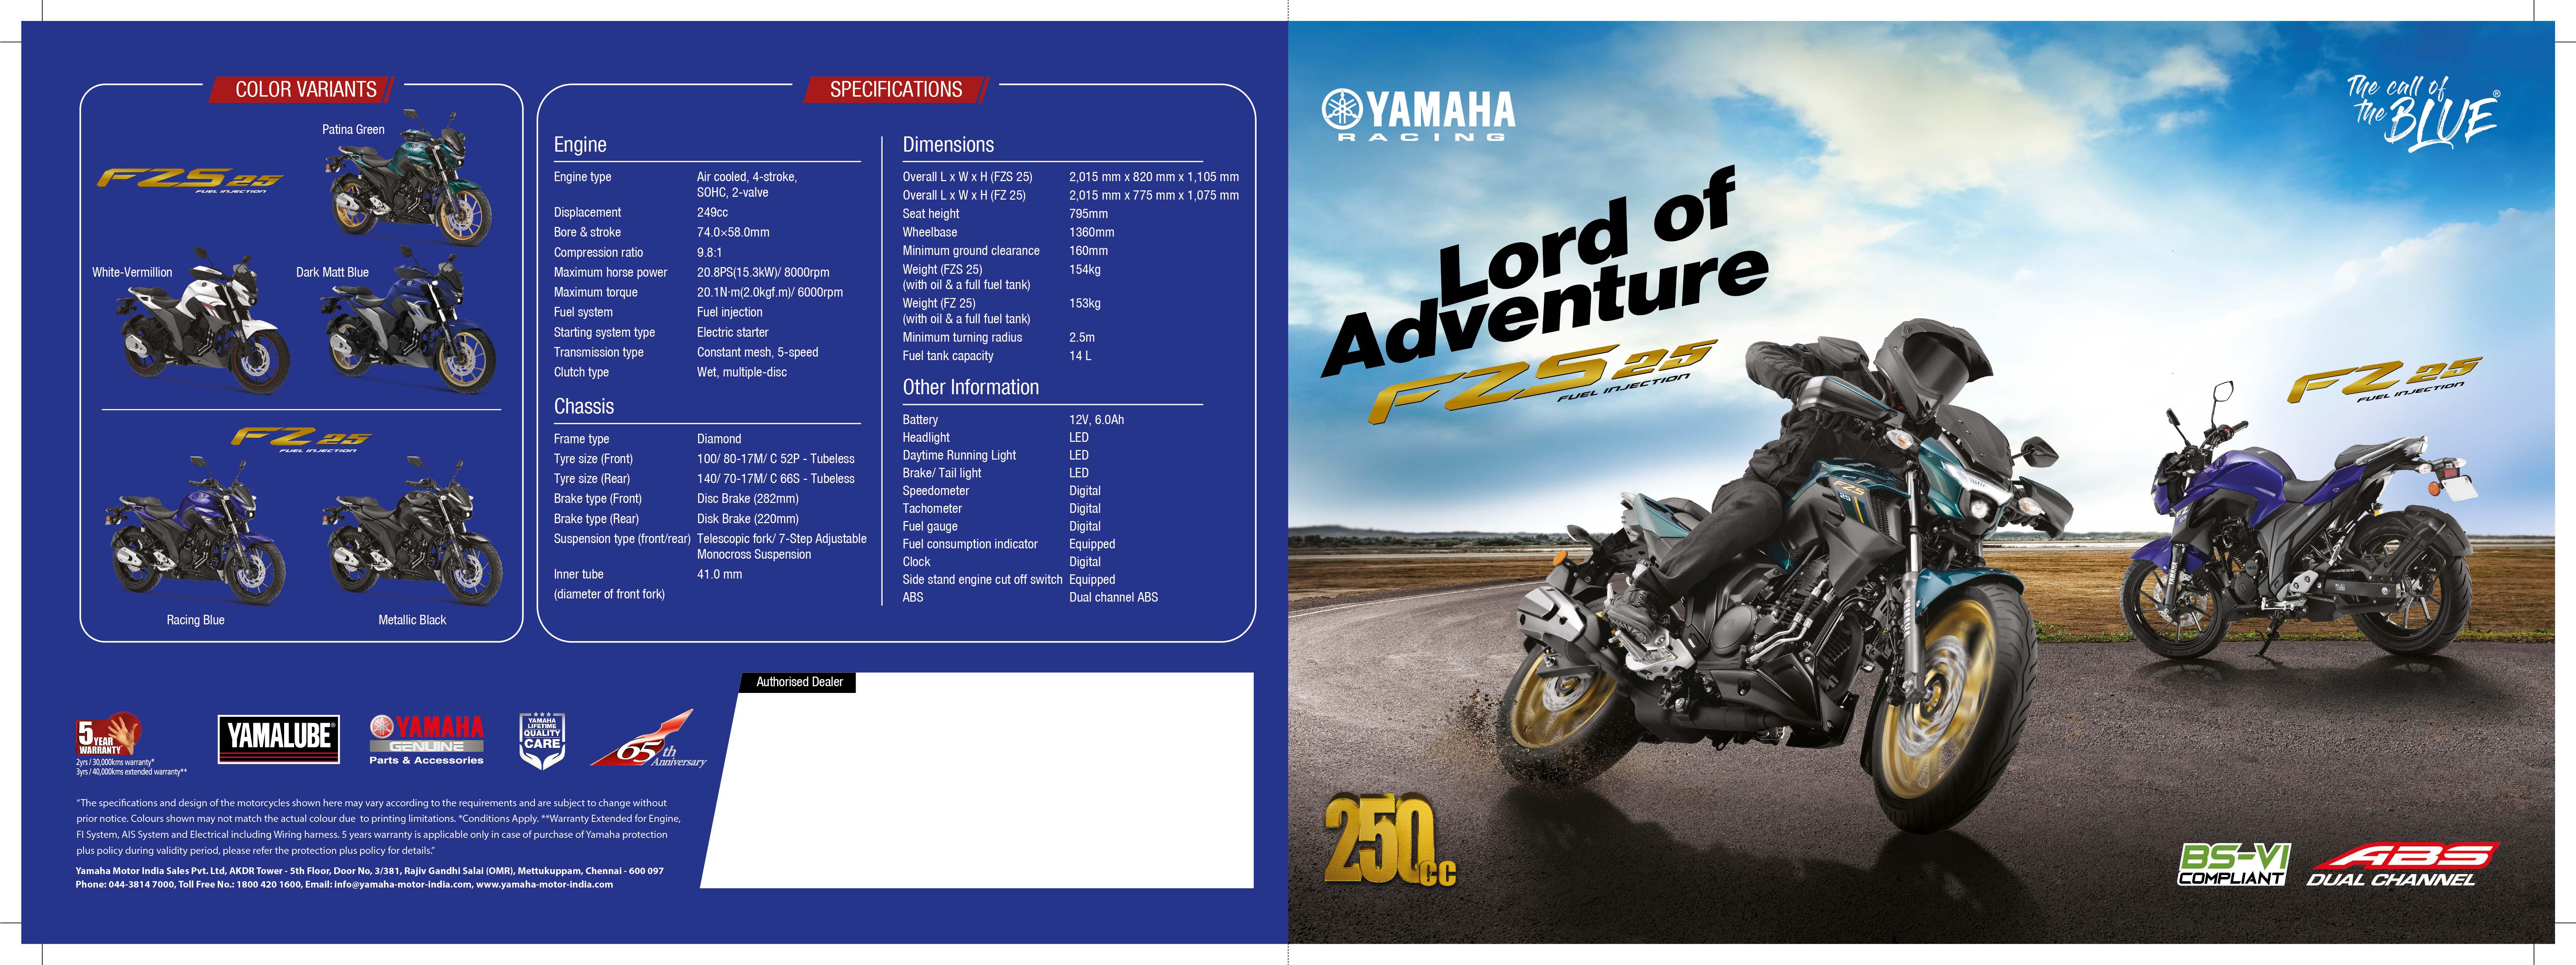 COLOR VARIANTS
Patina Green
FZS 25
FUEL INJECTION
White-Vermillion
Dark Matt Blue
FZ 25
FUEL INJECTION
Racing Blue
Metallic Black
SPECIFICATIONS
Engine
Engine type Air cooled, 4-stroke,
SOHC, 2-valve
Displacement 249cc
Bore & stroke 74.0×58.0mm
Compression ratio 9.8:1
Maximum horse power 20.8PS(15.3kW)/ 8000rpm
Maximum torque 20.1N·m(2.0kgf.m)/ 6000rpm
Fuel system Fuel injection
Starting system type Electric starter
Transmission type Constant mesh, 5-speed
Clutch type Wet, multiple-disc
Chassis
Frame type Diamond
Tyre size (Front) 100/ 80-17M/ C 52P - Tubeless
Tyre size (Rear) 140/ 70-17M/ C 66S - Tubeless
Brake type (Front) Disc Brake (282mm)
Brake type (Rear) Disk Brake (220mm)
Suspension type (front/rear) Telescopic fork/ 7-Step Adjustable
Monocross Suspension
Inner tube 41.0 mm
(diameter of front fork)
Dimensions
Overall L x W x H (FZS 25) 2,015 mm x 820 mm x 1,105 mm
Overall L x W x H (FZ 25) 2,015 mm x 775 mm x 1,075 mm
Seat height 795mm
Wheelbase 1360mm
Minimum ground clearance 160mm
Weight (FZS 25) 154kg
(with oil & a full fuel tank)
Weight (FZ 25) 153kg
(with oil & a full fuel tank)
Minimum turning radius 2.5m
Fuel tank capacity 14 L
Other Information
Battery 12V, 6.0Ah
Headlight LED
Daytime Running Light LED
Brake/ Tail light LED
Speedometer Digital
Tachometer Digital
Fuel gauge Digital
Fuel consumption indicator Equipped
Clock Digital
Side stand engine cut off switch Equipped
ABS Dual channel ABS
Authorised Dealer
5 YEAR
WARRANTY
2yrs / 30,000kms warranty*
3yrs / 40,000kms extended warranty**
YAMALUBE®
YAMAHA
GENUINE
Parts & Accessories
YAMAHA
LIFETIME
QUALITY
CARE
65th
Anniversary
“The specifications and design of the motorcycles shown here may vary according to the requirements and are subject to change without
prior notice. Colours shown may not match the actual colour due to printing limitations. *Conditions Apply. **Warranty Extended for Engine,
FI System, AIS System and Electrical including Wiring harness. 5 years warranty is applicable only in case of purchase of Yamaha protection
plus policy during validity period, please refer the protection plus policy for details.”
Yamaha Motor India Sales Pvt. Ltd, AKDR Tower - 5th Floor, Door No, 3/381, Rajiv Gandhi Salai (OMR), Mettukuppam, Chennai - 600 097
Phone: 044-3814 7000, Toll Free No.: 1800 420 1600, Email: info@yamaha-motor-india.com, www.yamaha-motor-india.com
YAMAHA
RACING
The call of
the BLUE®
Lord of
Adventure
FZS 25
FUEL INJECTION
FZ 25
FUEL INJECTION
FZS
25
YAMAHA
250cc
BS-VI
COMPLIANT
ABS
DUAL CHANNEL